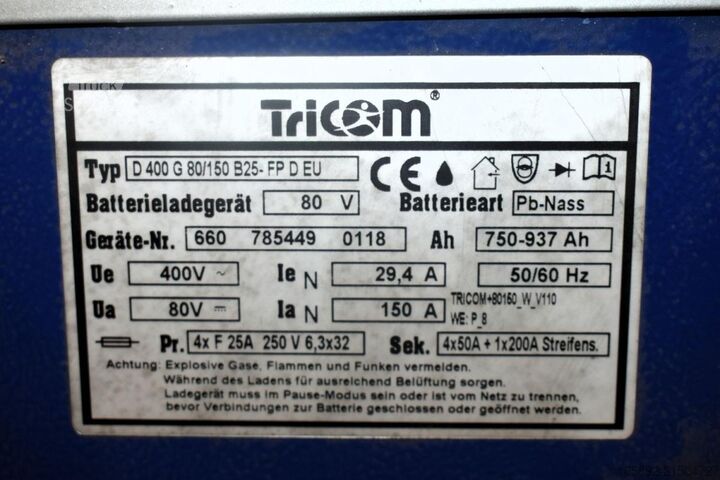 TRUCK
TriCOM®
Typ D 400 G 80/150 B25- FP D EU CE
Batterieladegerät 80 V Batterieart Pb-Nass
Geräte-Nr. 660 785449 0118 Ah 750-937 Ah
Ue 400V ~ Ie N 29,4 A 50/60 Hz
Ua 80V Ia N 150 A TRICOM+80150_W_V110
WE: P_8
Pr. 4x F 25A 250 V 6,3x32 Sek. 4x50A + 1x200A Streifens.
Achtung: Explosive Gase, Flammen und Funken vermeiden.
Während des Ladens für ausreichend Belüftung sorgen.
Ladegerät muss im Pause-Modus sein oder ist vom Netz zu trennen,
bevor Verbindungen zur Batterie geschlossen oder geöffnet werden.